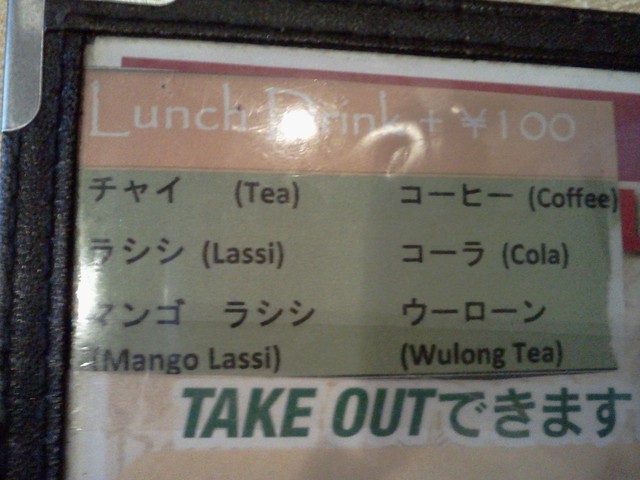 Lunch Drink + ¥100
チャイ (Tea) コーヒー (Coffee)
ラシシ (Lassi) コーラ (Cola)
マンゴ ラシシ ウーローン
(Mango Lassi) (Wulong Tea)
TAKE OUTできます